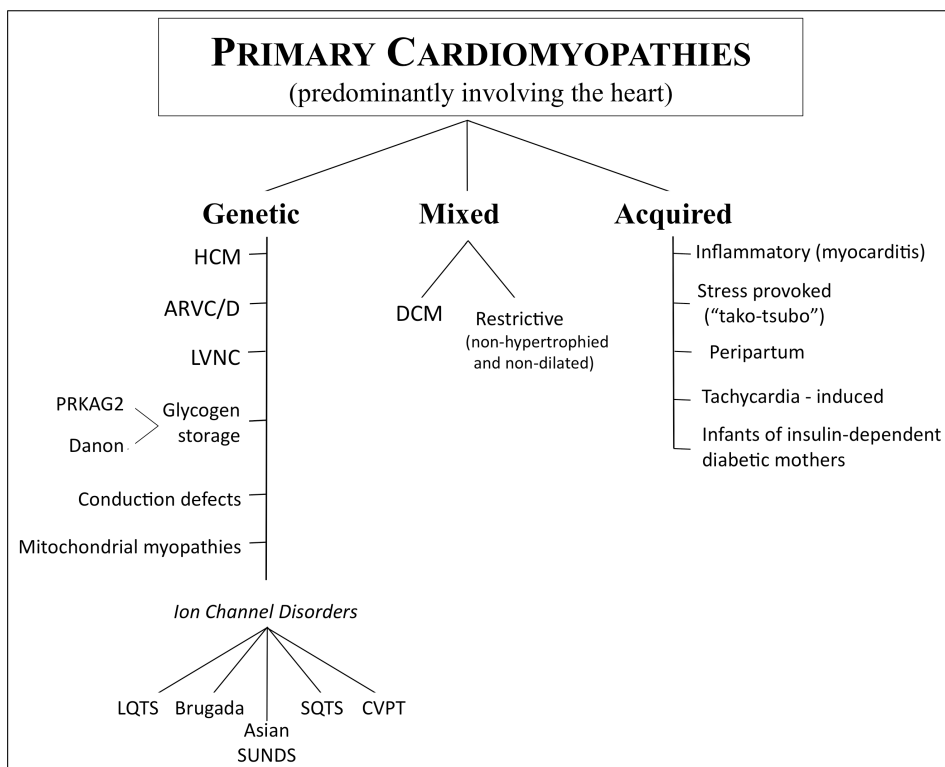 PRIMARY CARDIOMYOPATHIES
(predominantly involving the heart)
Genetic
HCM
ARVC/D
LVNC
PRKAG2
Danon
Glycogen
storage
Conduction defects
Mitochondrial myopathies
Ion Channel Disorders
LQTS
Brugada
Asian
SUNDS
SQTS
CVPT
Mixed
DCM
Restrictive
(non-hypertrophied
and non-dilated)
Acquired
Inflammatory (myocarditis)
Stress provoked
(“tako-tsubo”)
Peripartum
Tachycardia - induced
Infants of insulin-dependent
diabetic mothers